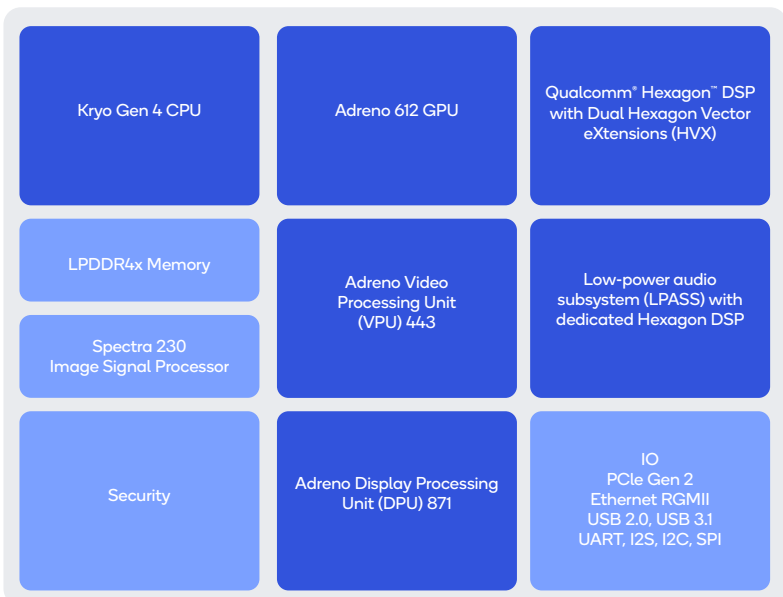 Kryo Gen 4 CPU
Adreno 612 GPU
Qualcomm® Hexagon™ DSP
with Dual Hexagon Vector
eXtensions (HVX)
LPDDR4x Memory
Spectra 230
Image Signal Processor
Adreno Video
Processing Unit
(VPU) 443
Low-power audio
subsystem (LPASS) with
dedicated Hexagon DSP
Security
Adreno Display Processing
Unit (DPU) 871
IO
PCIe Gen 2
Ethernet RGMII
USB 2.0, USB 3.1
UART, I2S, I2C, SPI